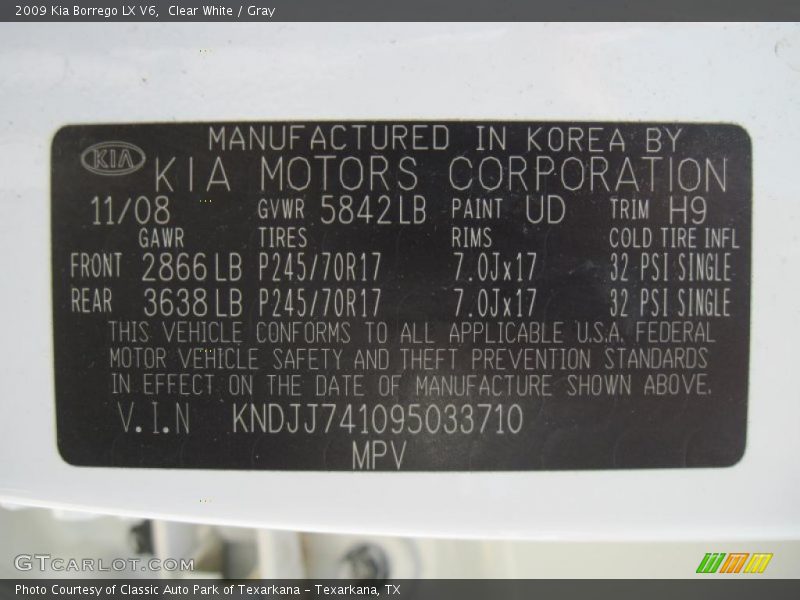 2009 Kia Borrego LX V6,  Clear White / Gray
MANUFACTURED IN KOREA BY
KIA KIA MOTORS CORPORATION
11/08 GVWR 5842LB PAINT UD TRIM H9
GAWR TIRES RIMS COLD TIRE INFL
FRONT 2866 LB P245/70R17 7.0Jx17 32 PSI SINGLE
REAR 3638 LB P245/70R17 7.0Jx17 32 PSI SINGLE
THIS VEHICLE CONFORMS TO ALL APPLICABLE U.S.A. FEDERAL
MOTOR VEHICLE SAFETY AND THEFT PREVENTION STANDARDS
IN EFFECT ON THE DATE OF MANUFACTURE SHOWN ABOVE.
V.I.N KNDJJ741095033710
MPV
GTCARLOT.COM
Photo Courtesy of Classic Auto Park of Texarkana - Texarkana, TX